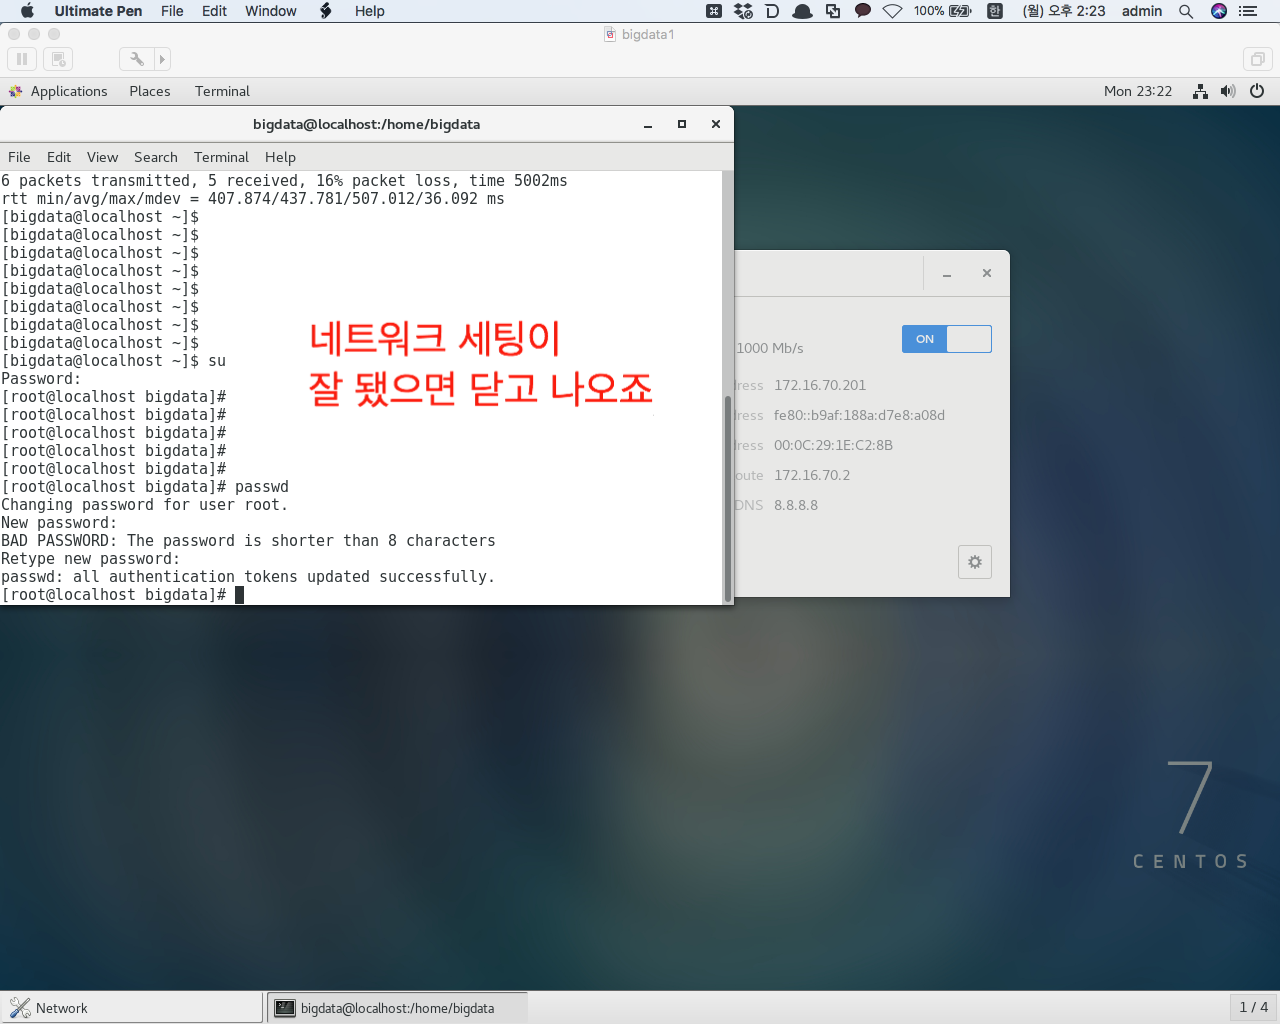 Ultimate Pen File Edit Window Help 100% 한 (월) 오후 2:23 admin
bigdata1
Applications Places Terminal Mon 23:22
bigdata@localhost:/home/bigdata
File Edit View Search Terminal Help
6 packets transmitted, 5 received, 16% packet loss, time 5002ms
rtt min/avg/max/mdev = 407.874/437.781/507.012/36.092 ms
[bigdata@localhost ~]$
[bigdata@localhost ~]$
[bigdata@localhost ~]$
[bigdata@localhost ~]$
[bigdata@localhost ~]$
[bigdata@localhost ~]$
[bigdata@localhost ~]$
[bigdata@localhost ~]$
[bigdata@localhost ~]$ su
Password:
[root@localhost bigdata]#
[root@localhost bigdata]#
[root@localhost bigdata]#
[root@localhost bigdata]#
[root@localhost bigdata]#
[root@localhost bigdata]# passwd
Changing password for user root.
New password:
BAD PASSWORD: The password is shorter than 8 characters
Retype new password:
passwd: all authentication tokens updated successfully.
[root@localhost bigdata]#
네트워크 세팅이
잘 됐으면 닫고 나오죠
ON
1000 Mb/s
dress 172.16.70.201
dress fe80::b9af:188a:d7e8:a08d
dress 00:0C:29:1E:C2:8B
oute 172.16.70.2
DNS 8.8.8.8
7
CENTOS
Network bigdata@localhost:/home/bigdata 1 / 4